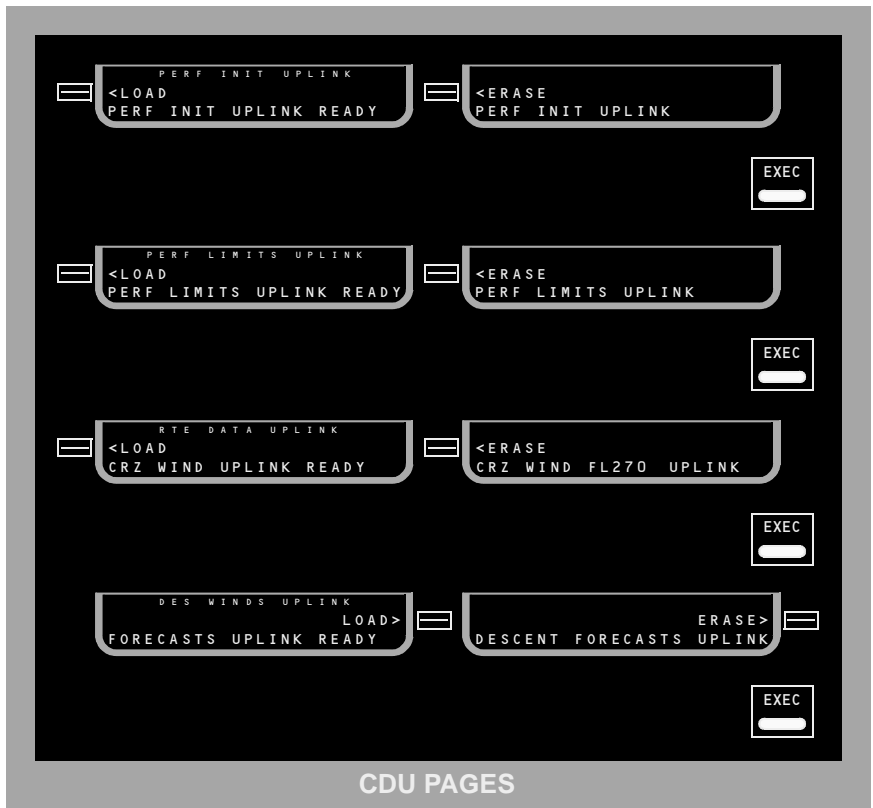 PERF INIT UPLINK
<LOAD
PERF INIT UPLINK READY
<ERASE
PERF INIT UPLINK
EXEC
PERF LIMITS UPLINK
<LOAD
PERF LIMITS UPLINK READY
<ERASE
PERF LIMITS UPLINK
EXEC
RTE DATA UPLINK
<LOAD
CRZ WIND UPLINK READY
<ERASE
CRZ WIND FL270 UPLINK
EXEC
DES WINDS UPLINK
LOAD>
FORECASTS UPLINK READY
ERASE>
DESCENT FORECASTS UPLINK
EXEC
CDU PAGES